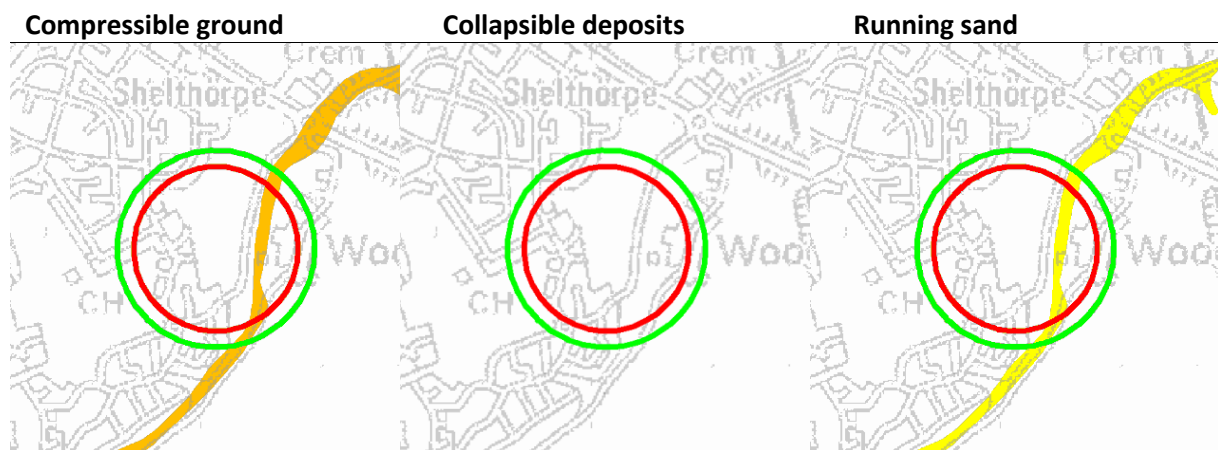 Compressible ground Collapsible deposits Running sand
Crem Crem Crem
Shelthorpe Shelthorpe Shelthorpe
Woo Woo Woo
CH CH CH